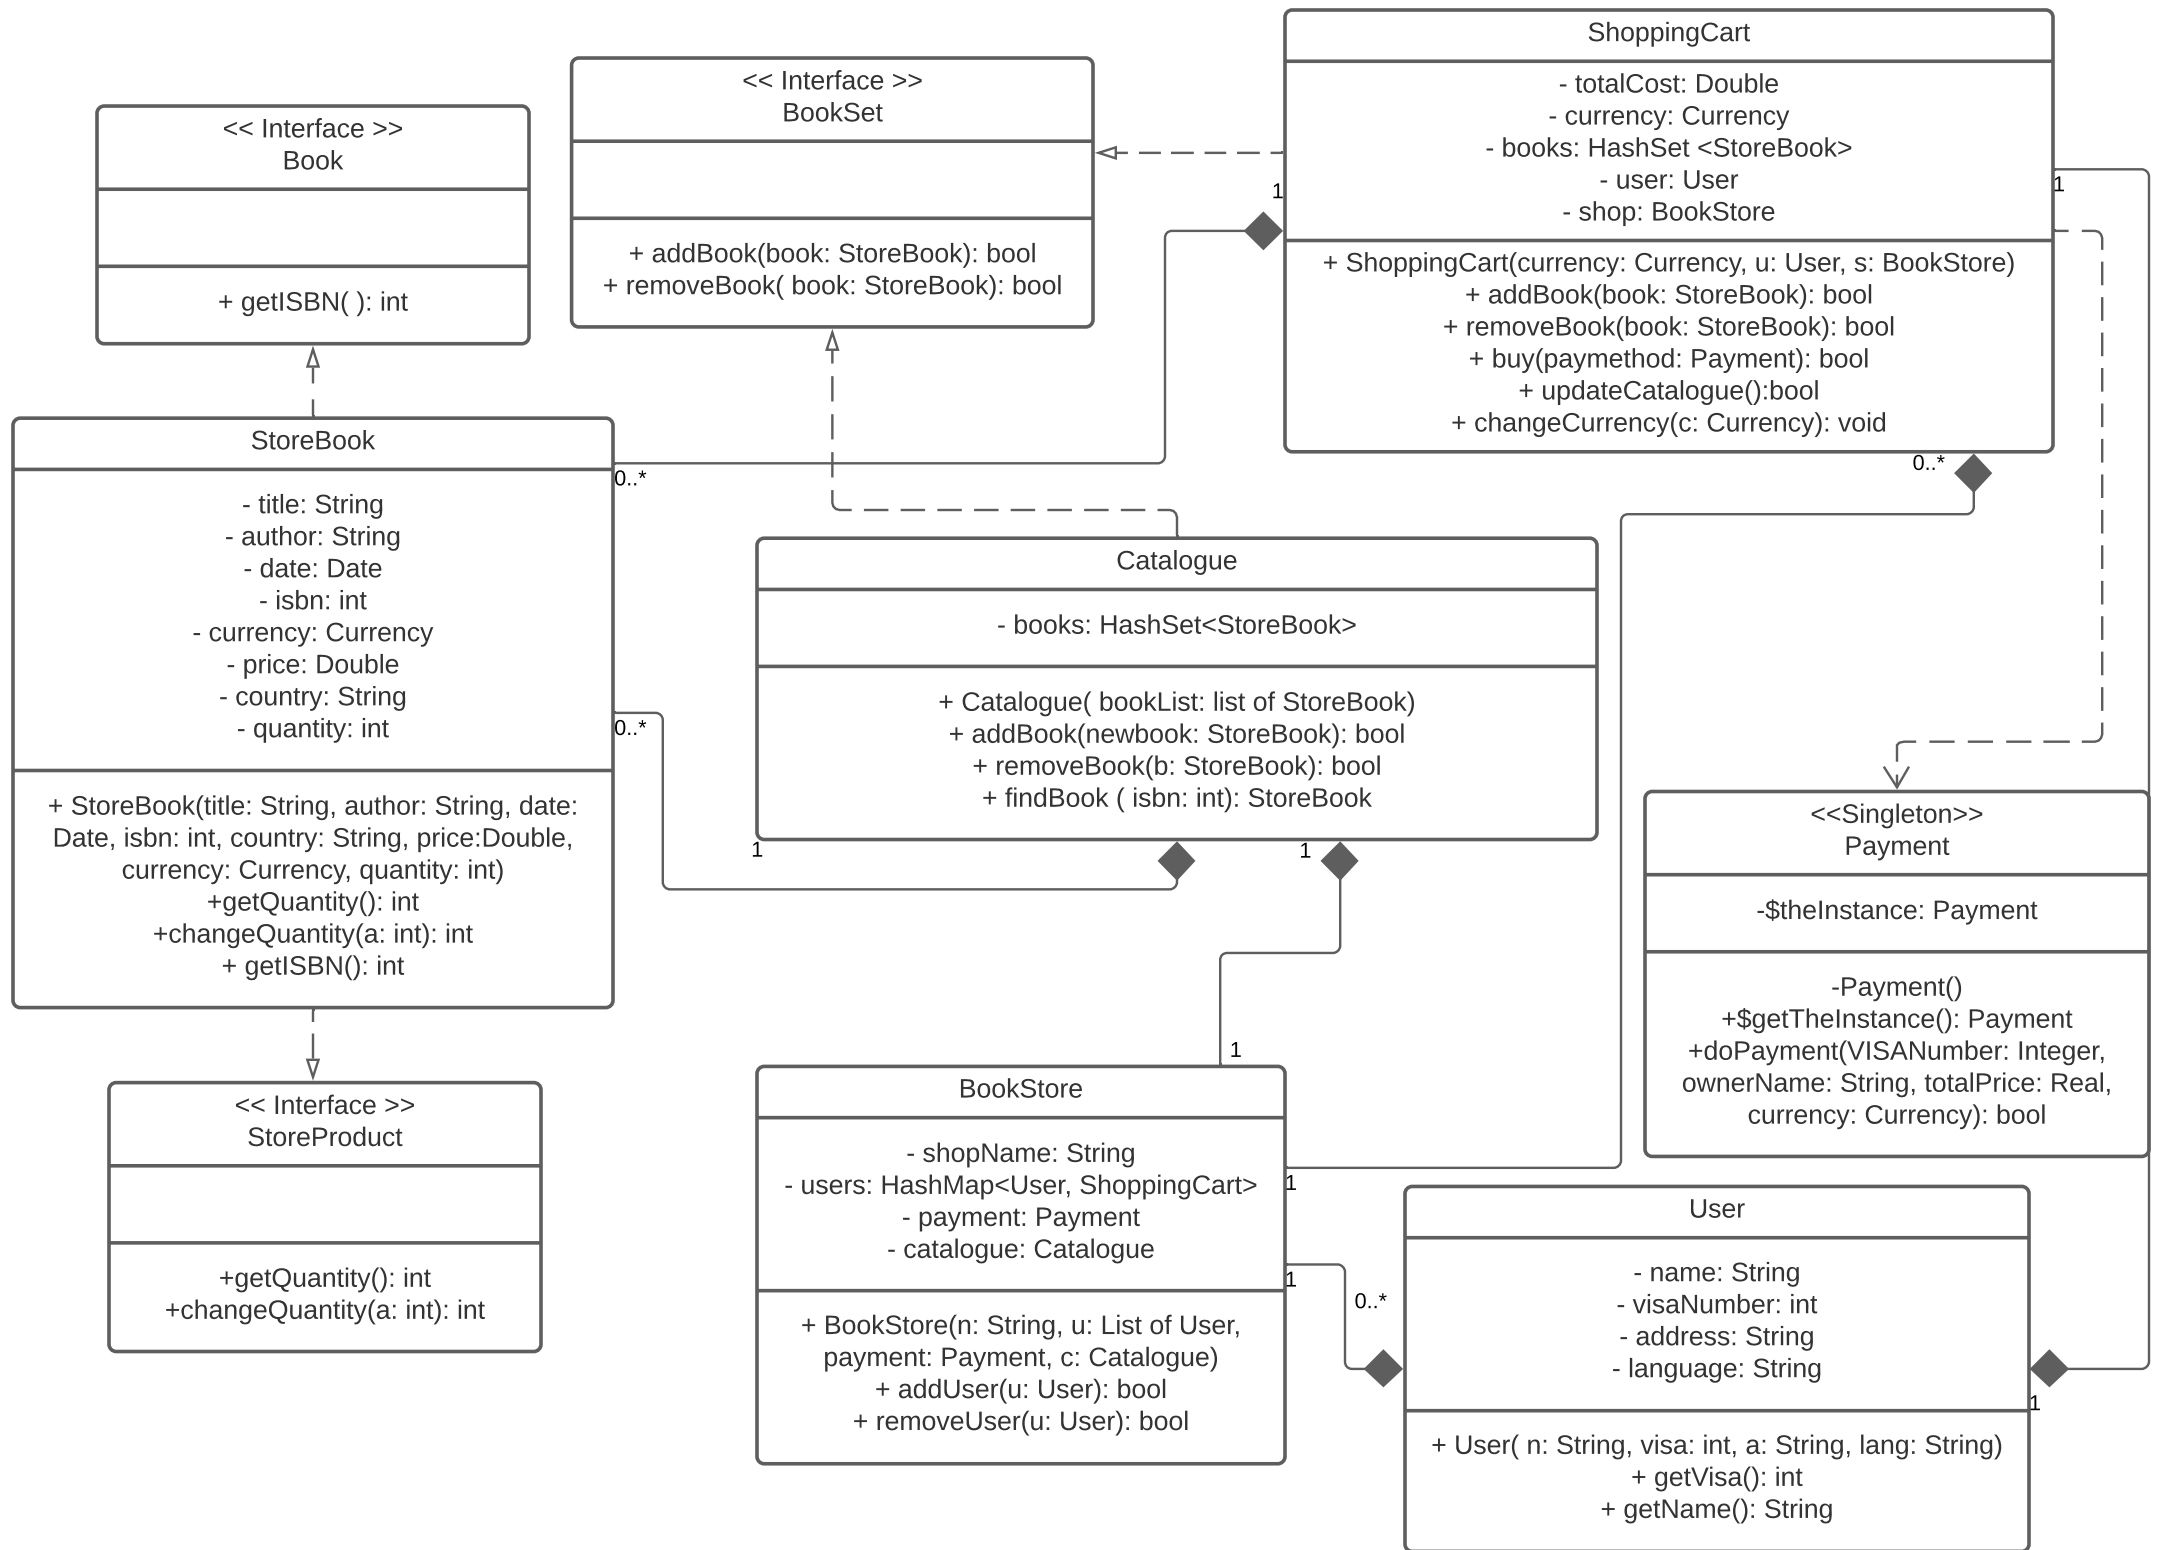 << Interface >>
Book
+ getISBN( ): int
<< Interface >>
BookSet
+ addBook(book: StoreBook): bool
+ removeBook( book: StoreBook): bool
ShoppingCart
- totalCost: Double
- currency: Currency
- books: HashSet <StoreBook>
- user: User
- shop: BookStore
+ ShoppingCart(currency: Currency, u: User, s: BookStore)
+ addBook(book: StoreBook): bool
+ removeBook(book: StoreBook): bool
+ buy(paymethod: Payment): bool
+ updateCatalogue():bool
+ changeCurrency(c: Currency): void
1
1
0..*
StoreBook
- title: String
- author: String
- date: Date
- isbn: int
- currency: Currency
- price: Double
- country: String
- quantity: int
+ StoreBook(title: String, author: String, date:
Date, isbn: int, country: String, price:Double,
currency: Currency, quantity: int)
+getQuantity(): int
+changeQuantity(a: int): int
+ getISBN(): int
0..*
0..*
Catalogue
- books: HashSet<StoreBook>
+ Catalogue( bookList: list of StoreBook)
+ addBook(newbook: StoreBook): bool
+ removeBook(b: StoreBook): bool
+ findBook ( isbn: int): StoreBook
1
1
<<Singleton>>
Payment
-$theInstance: Payment
-Payment()
+$getTheInstance(): Payment
+doPayment(VISANumber: Integer,
ownerName: String, totalPrice: Real,
currency: Currency): bool
<< Interface >>
StoreProduct
+getQuantity(): int
+changeQuantity(a: int): int
1
BookStore
- shopName: String
- users: HashMap<User, ShoppingCart>
- payment: Payment
- catalogue: Catalogue
+ BookStore(n: String, u: List of User,
payment: Payment, c: Catalogue)
+ addUser(u: User): bool
+ removeUser(u: User): bool
1
1
0..*
User
- name: String
- visaNumber: int
- address: String
- language: String
+ User( n: String, visa: int, a: String, lang: String)
+ getVisa(): int
+ getName(): String
1